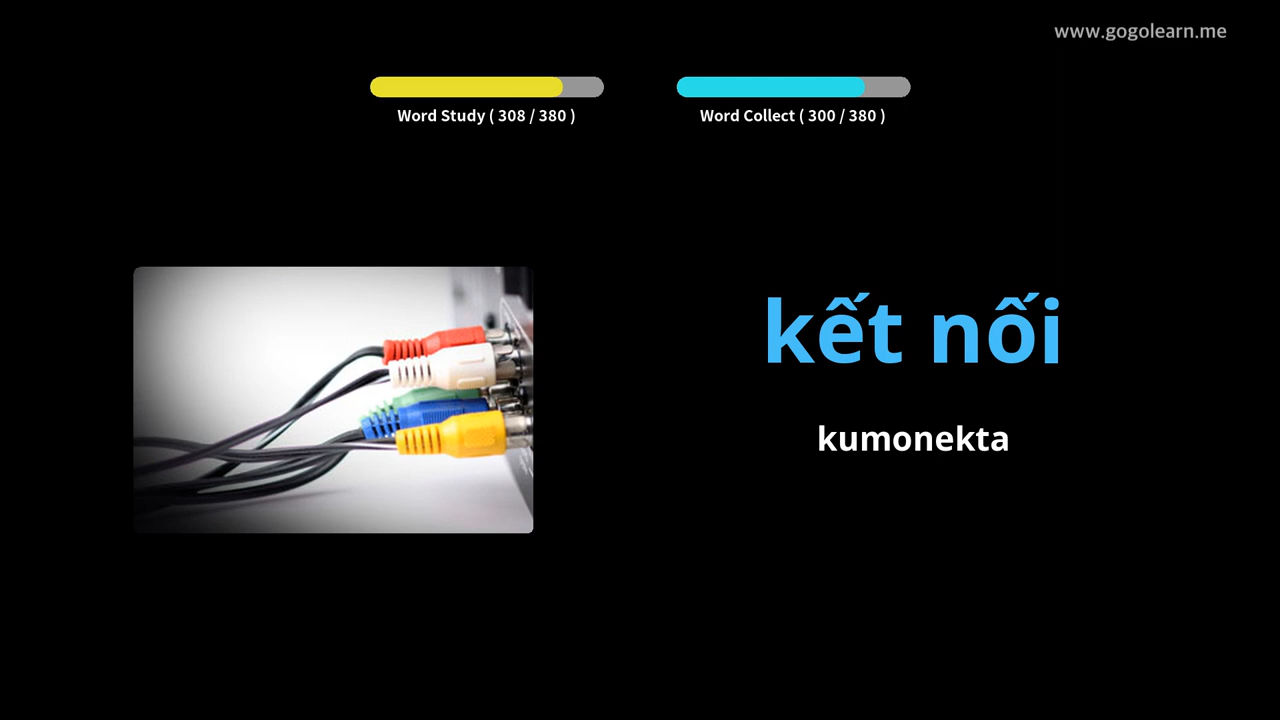 www.gogolearn.me
Word Study ( 308 / 380 )
Word Collect ( 300 / 380 )
kết nối
kumonekta